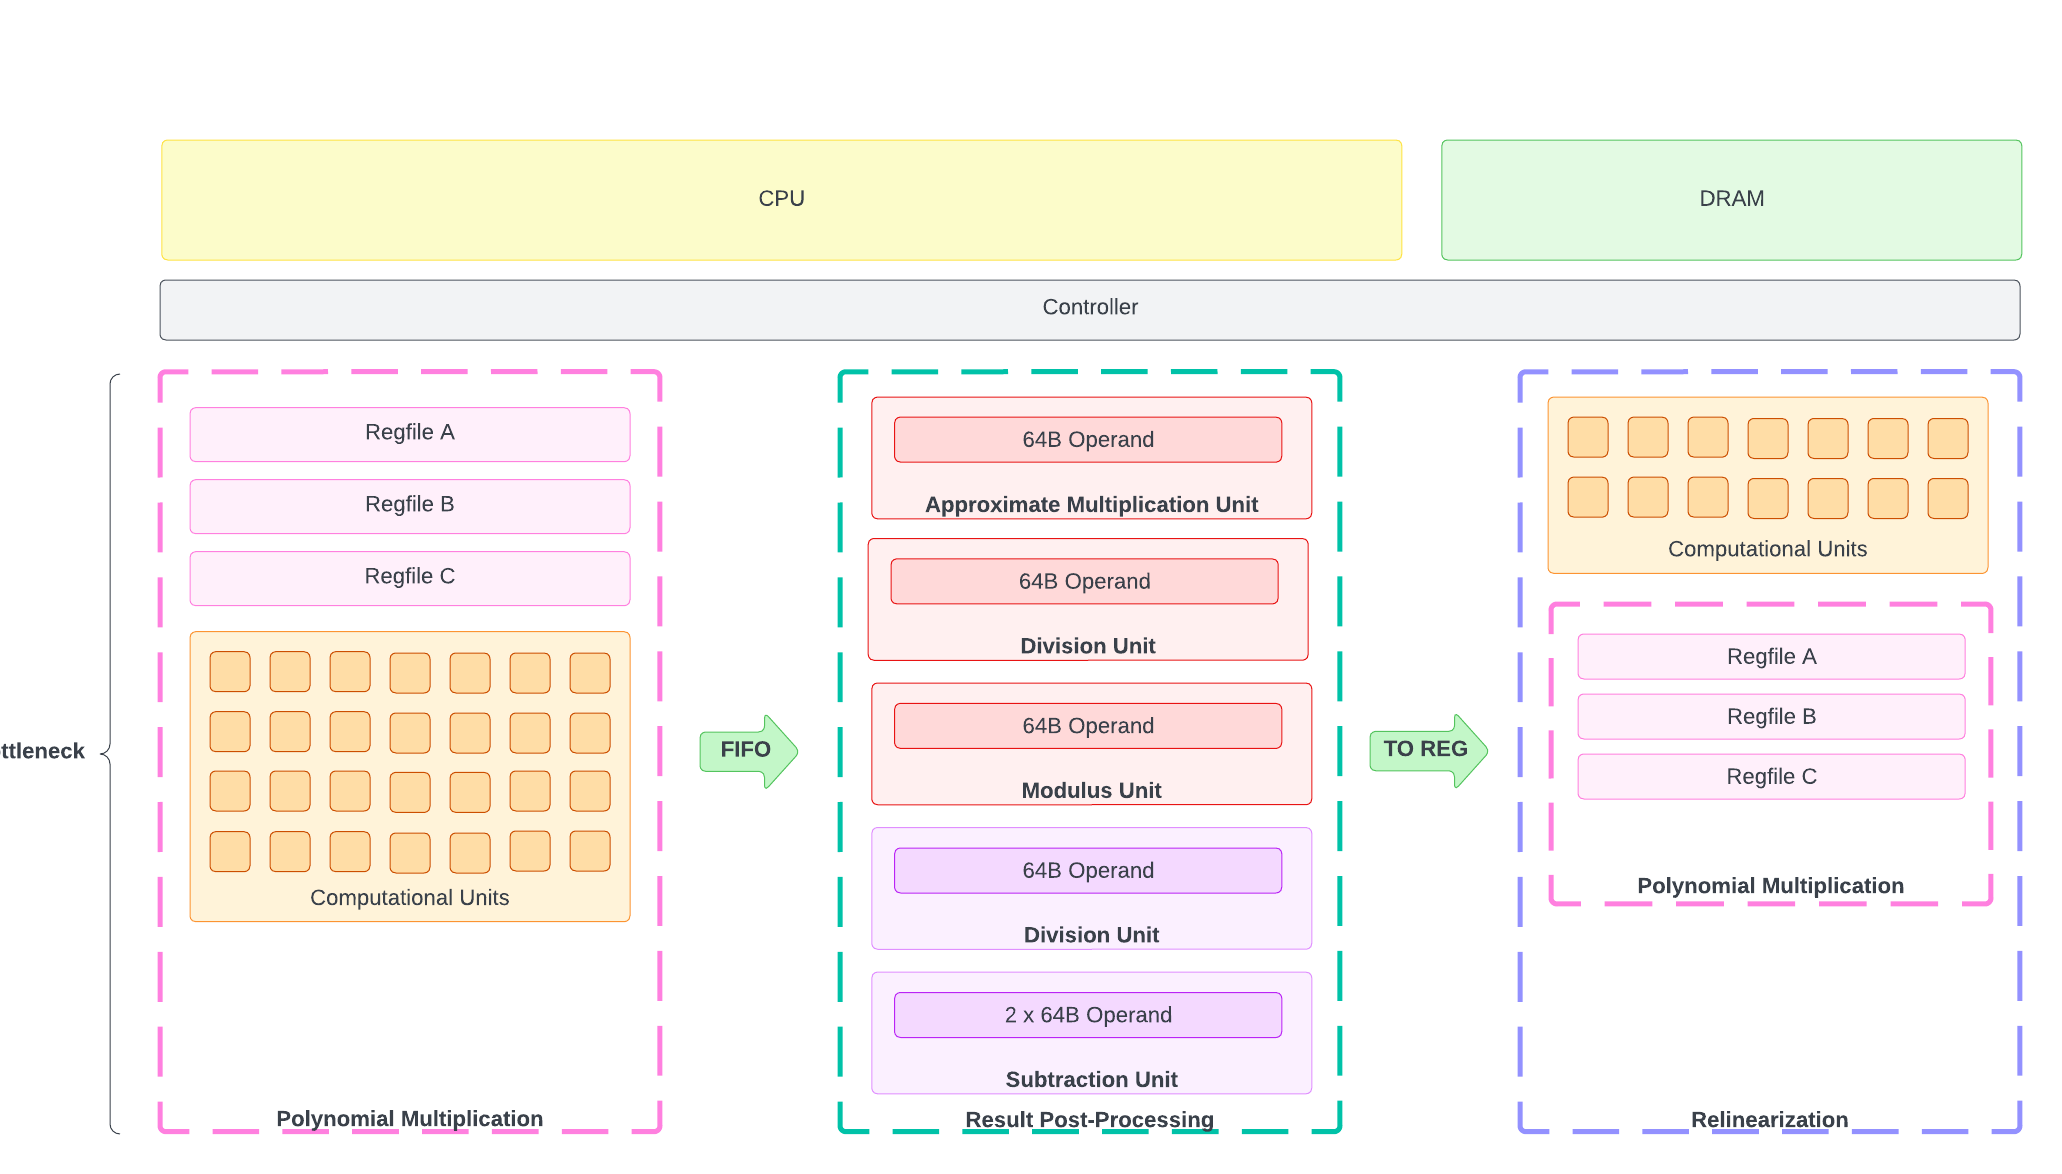 CPU
DRAM
Controller
Regfile A
Regfile B
Regfile C
Computational Units
Polynomial Multiplication
FIFO
64B Operand
Approximate Multiplication Unit
64B Operand
Division Unit
64B Operand
Modulus Unit
64B Operand
Division Unit
2 x 64B Operand
Subtraction Unit
Result Post-Processing
TO REG
Computational Units
Regfile A
Regfile B
Regfile C
Polynomial Multiplication
Relinearization